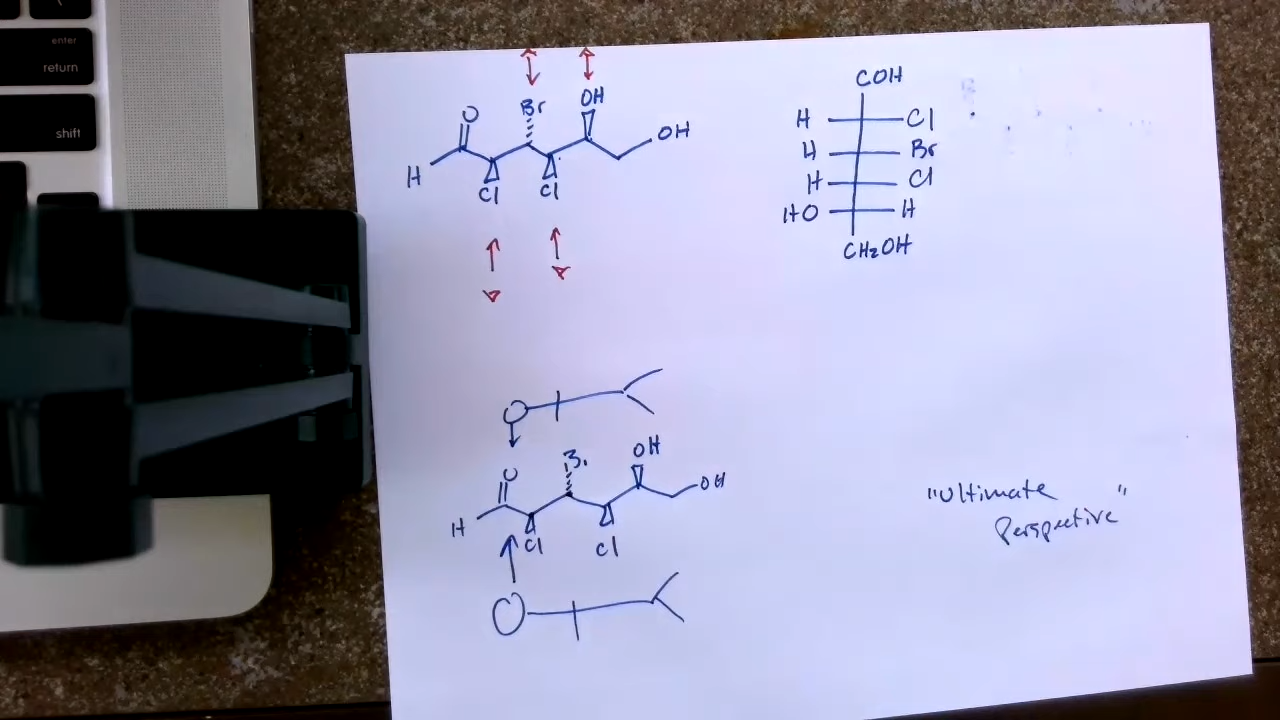 enter
return
shift
Br
OH
O
OH
H
Cl
Cl
COH
H Cl
H Br
H Cl
HO H
CH2OH
OH
O
OH
H
Cl
Cl
"Ultimate
Perspective"